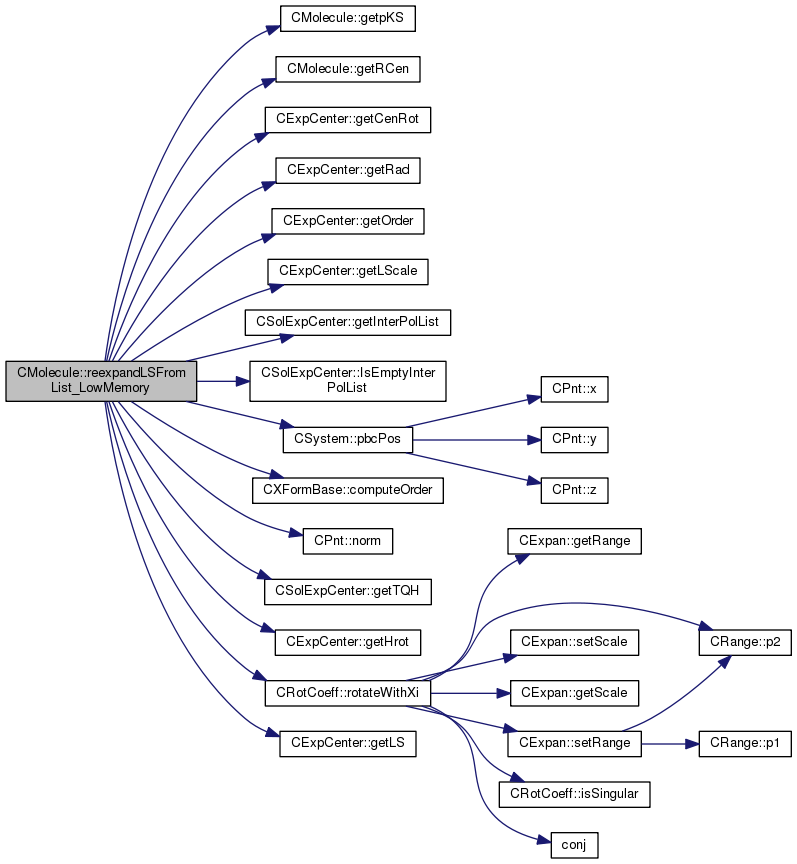 CMolecule::getpKS
CMolecule::getRCen
CExpCenter::getCenRot
CExpCenter::getRad
CExpCenter::getOrder
CExpCenter::getLScale
CSolExpCenter::getInterPolList
CMolecule::reexpandLSFrom
List_LowMemory
CSolExpCenter::IsEmptyInter
PolList
CSystem::pbcPos
CPnt::x
CPnt::y
CPnt::z
CXFormBase::computeOrder
CPnt::norm
CSolExpCenter::getTQH
CExpCenter::getHrot
CRotCoeff::rotateWithXi
CExpCenter::getLS
CExpan::getRange
CExpan::setScale
CExpan::getScale
CExpan::setRange
CRotCoeff::isSingular
conj
CRange::p2
CRange::p1